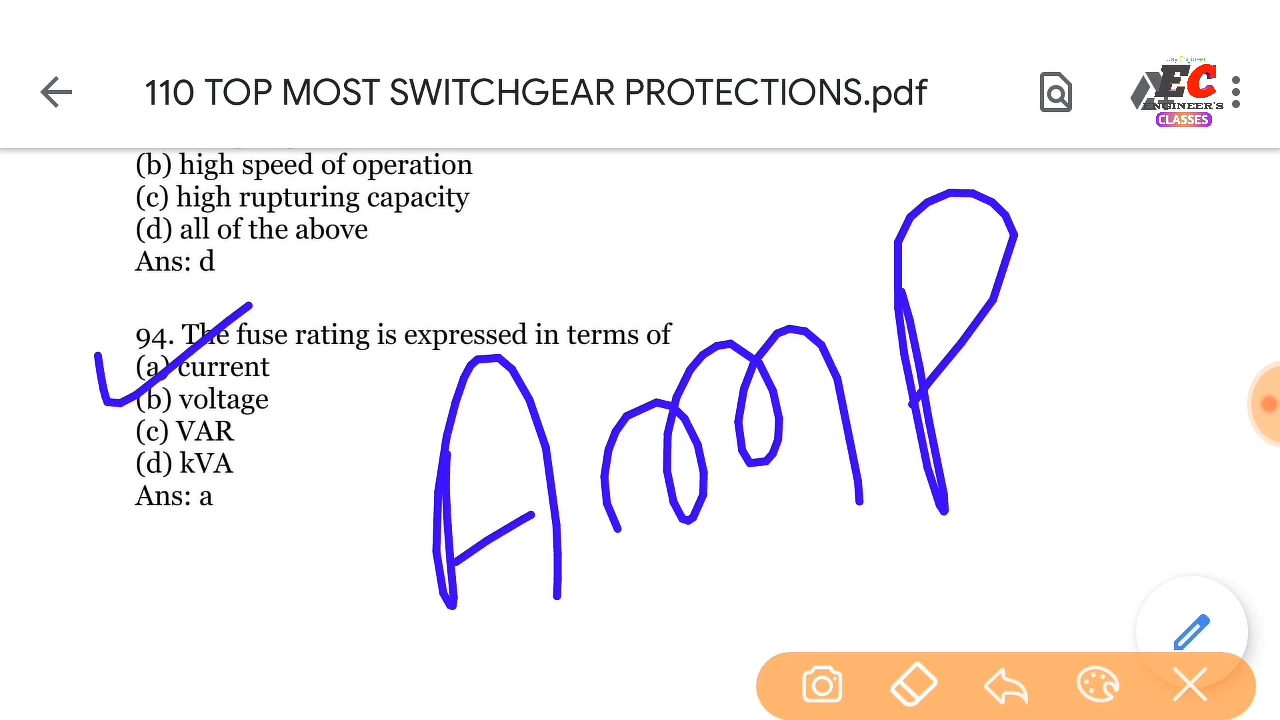 110 TOP MOST SWITCHGEAR PROTECTIONS.pdf
EC
ENGINEER'S
CLASSES
(b) high speed of operation
(c) high rupturing capacity
(d) all of the above
Ans: d
94. The fuse rating is expressed in terms of
(a) current
(b) voltage
(c) VAR
(d) kVA
Ans: a
AmP